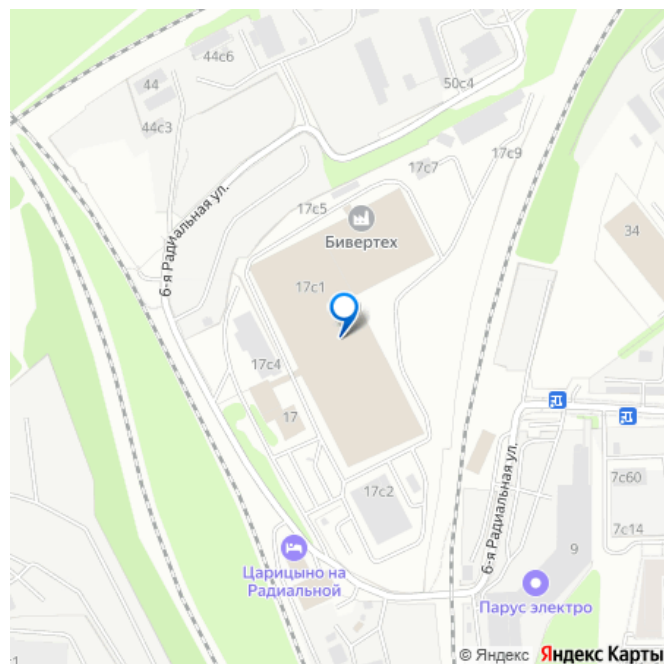 44с6
44
50с4
44с3
17с9
17с7
6-я Радиальная ул.
17с5
Бивертех
34
17с1
17с4
17
6-я Радиальная ул.
7с60
17с2
7с14
9
Царицыно на
Радиальной
Парус электро
1
© Яндекс Яндекс Карты